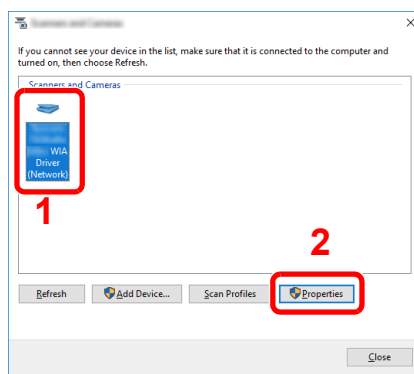 If you cannot see your device in the list, make sure that it is connected to the computer and
turned on, then choose Refresh.
Scanners and Cameras
WIA
Driver
(Network)
1
2
Refresh
Add Device...
Scan Profiles
Properties
Close